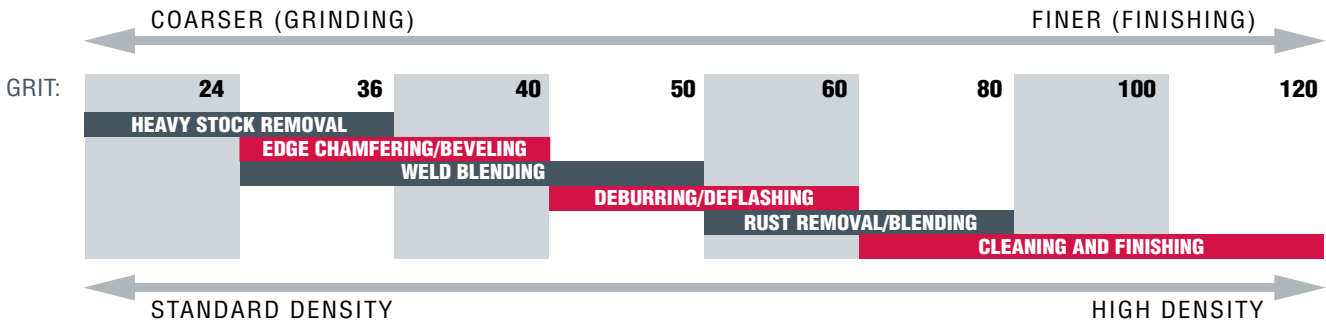 COARSER (GRINDING) FINER (FINISHING)
GRIT: 24 36 40 50 60 80 100 120
HEAVY STOCK REMOVAL
EDGE CHAMFERING/BEVELING
WELD BLENDING
DEBURRING/DEFLASHING
RUST REMOVAL/BLENDING
CLEANING AND FINISHING
STANDARD DENSITY HIGH DENSITY